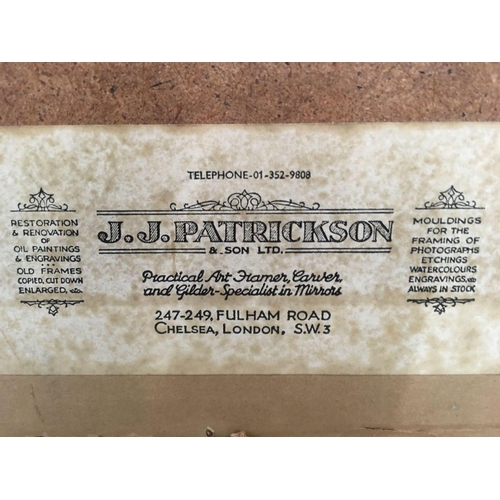 TELEPHONE-01-352-9808
J.J. PATRICKSON
& SON LTD.
Practical Art Framer, Carver,
and Gilder-Specialist in Mirrors
247-249, FULHAM ROAD
CHELSEA, LONDON, S.W.3
RESTORATION
& RENOVATION
OF
OIL PAINTINGS
& ENGRAVINGS
...
OLD FRAMES
COPIED, CUT DOWN
ENLARGED, etc.
MOULDINGS
FOR THE
FRAMING OF
PHOTOGRAPHS
ETCHINGS
WATERCOLOURS
ENGRAVINGS, etc
ALWAYS IN STOCK